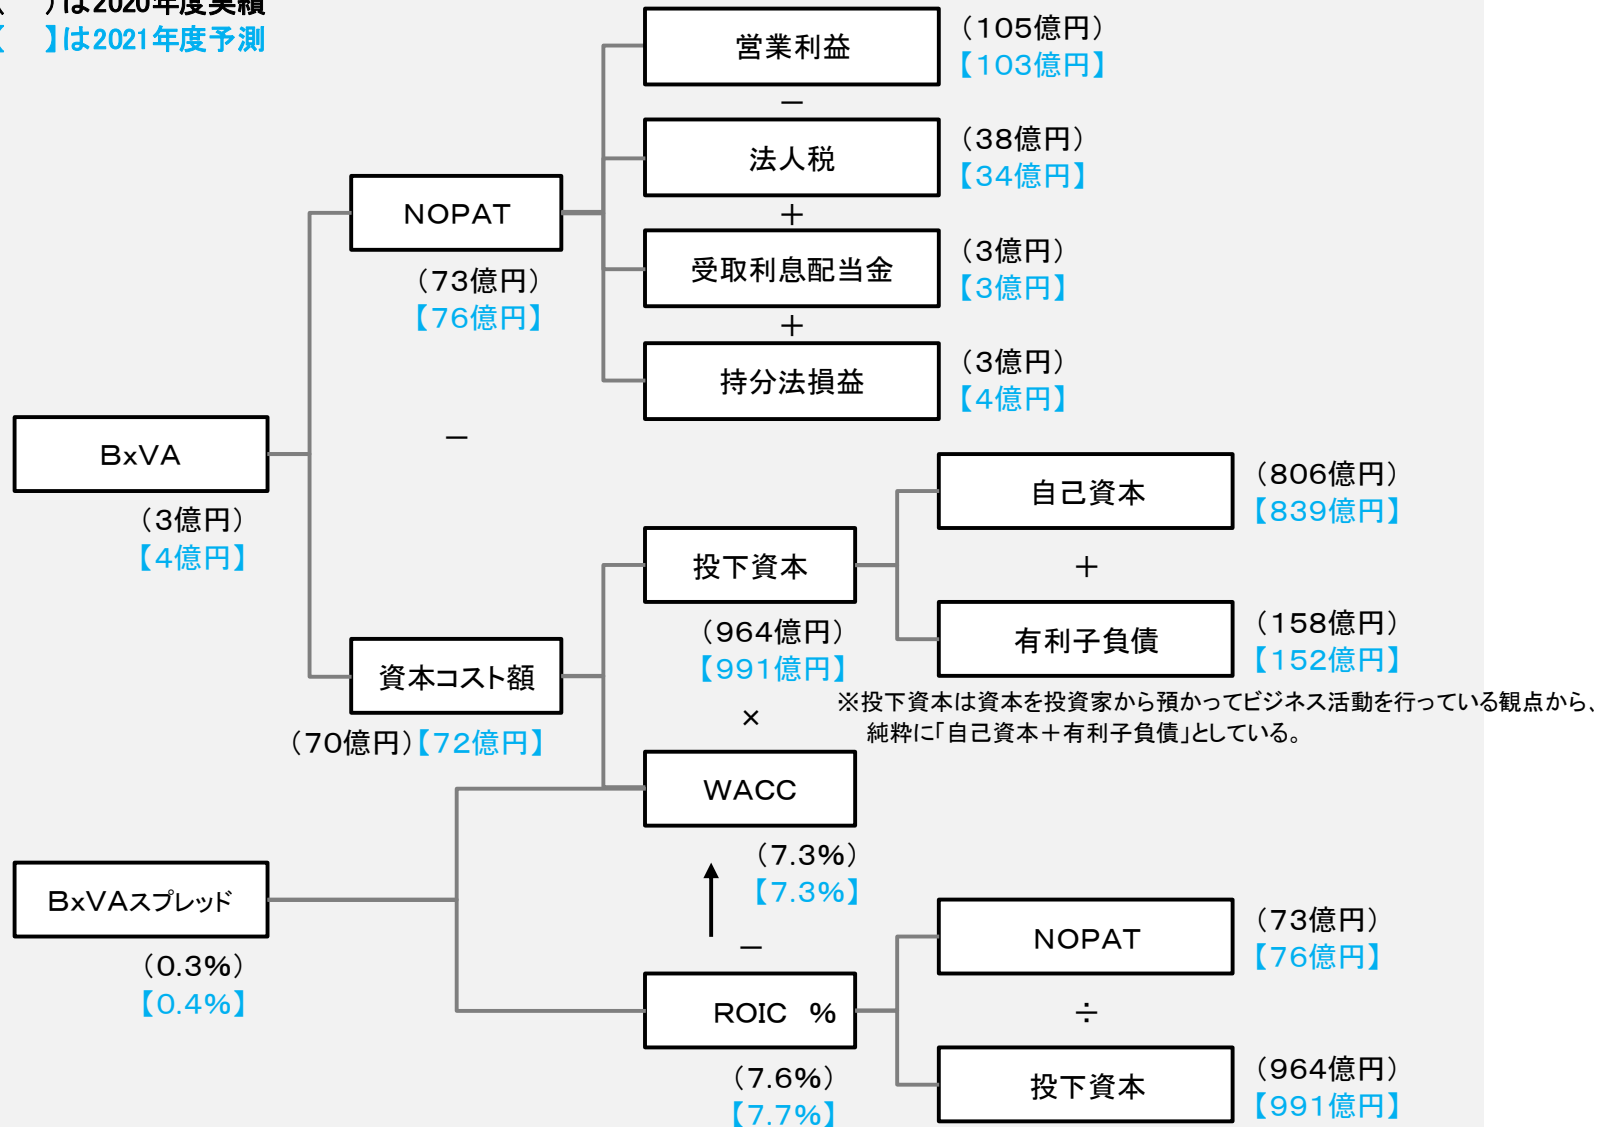 （　）は2020年度実績
【　】は2021年度予測
営業利益
（105億円）
【103億円】
－
法人税
（38億円）
【34億円】
＋
受取利息配当金
（3億円）
【3億円】
＋
持分法損益
（3億円）
【4億円】
NOPAT
（73億円）
【76億円】
－
BxVA
（3億円）
【4億円】
資本コスト額
（70億円）【72億円】
投下資本
（964億円）
【991億円】
×
自己資本
（806億円）
【839億円】
＋
有利子負債
（158億円）
【152億円】
※投下資本は資本を投資家から預かってビジネス活動を行っている観点から、
純粋に「自己資本＋有利子負債」としている。
WACC
（7.3%）
【7.3%】
－
BxVAスプレッド
（0.3%）
【0.4%】
ROIC　%
（7.6%）
【7.7%】
NOPAT
（73億円）
【76億円】
÷
投下資本
（964億円）
【991億円】